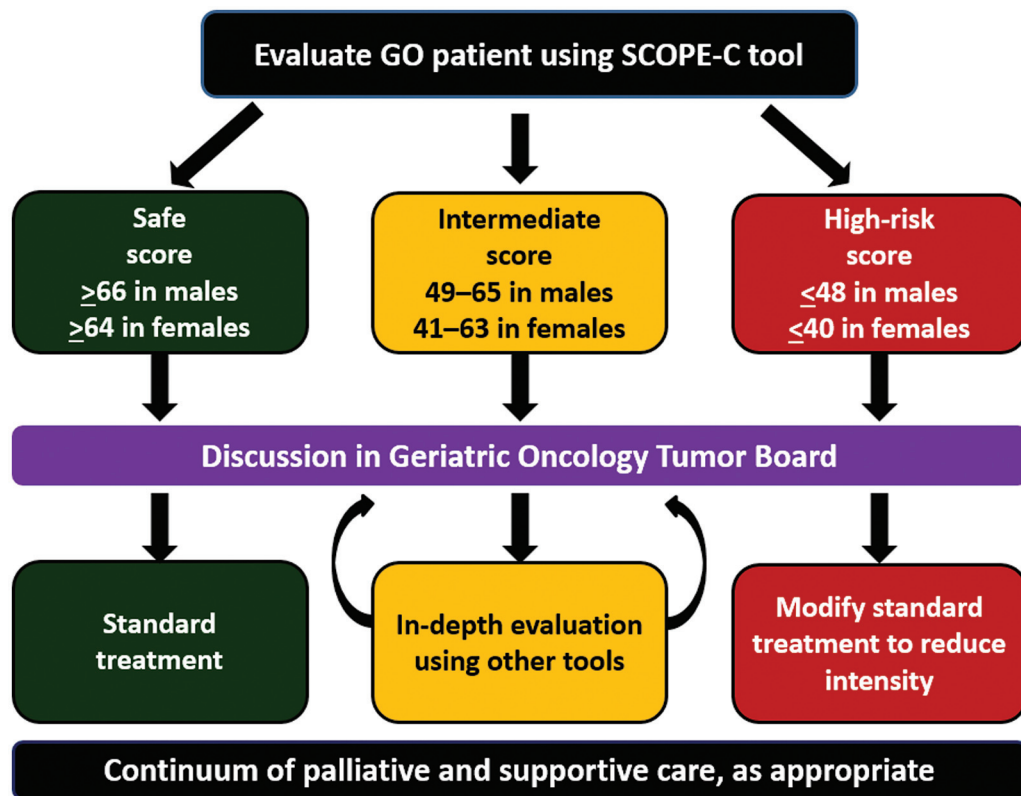 Evaluate GO patient using SCOPE-C tool
Safe
score
≥66 in males
≥64 in females
Intermediate
score
49–65 in males
41–63 in females
High-risk
score
≤48 in males
≤40 in females
Discussion in Geriatric Oncology Tumor Board
Standard
treatment
In-depth evaluation
using other tools
Modify standard
treatment to reduce
intensity
Continuum of palliative and supportive care, as appropriate